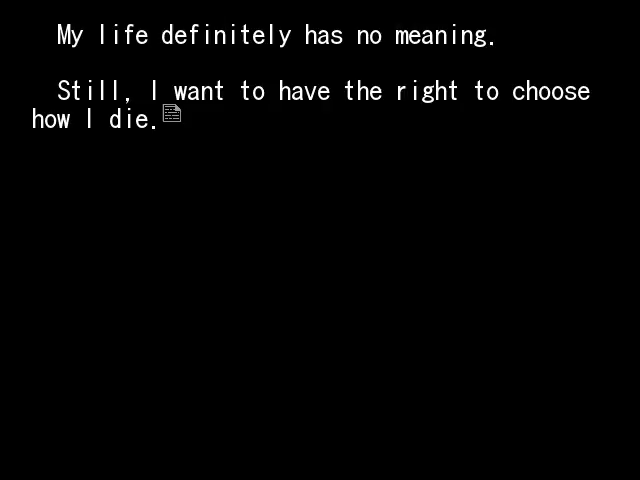 My life definitely has no meaning.
Still, I want to have the right to choose
how I die.